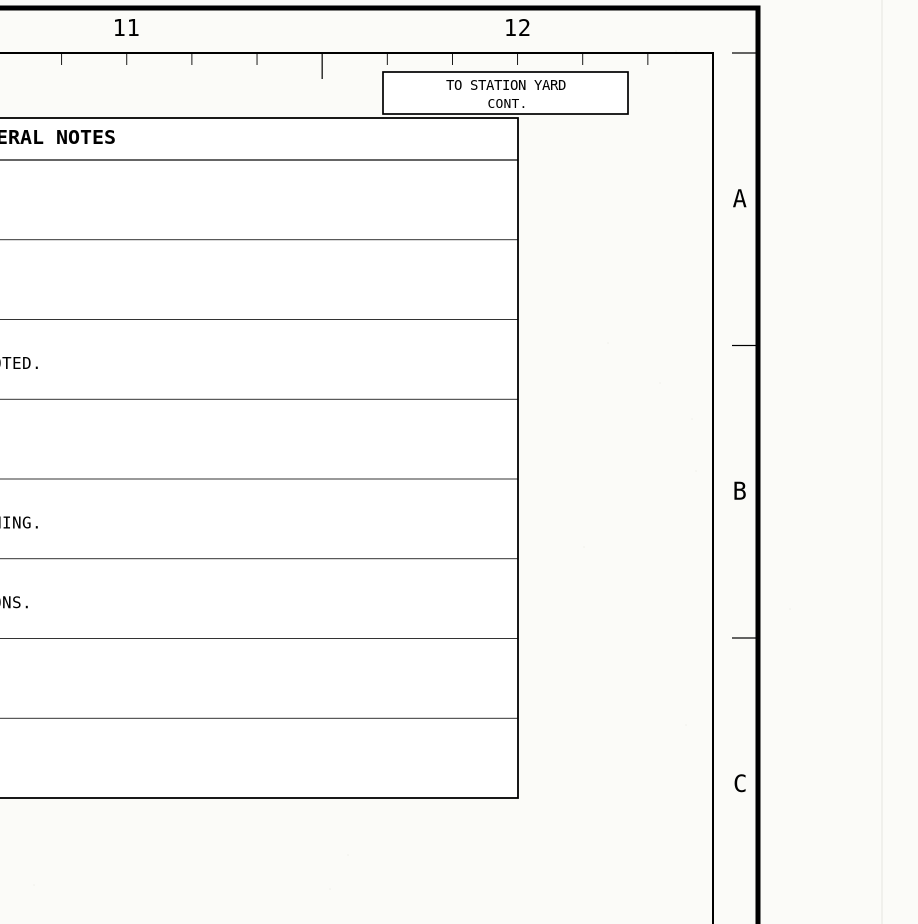 11 12
TO STATION YARD
CONT.
ERAL NOTES
A
OTED.
B
ING.
ONS.
C